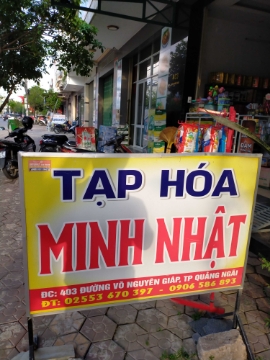 TẠP HÓA
MINH NHẬT
ĐC: 403 ĐƯỜNG VÕ NGUYÊN GIÁP, TP QUẢNG NGÃI
ĐT: 02553 670 397 - 0906 586 893